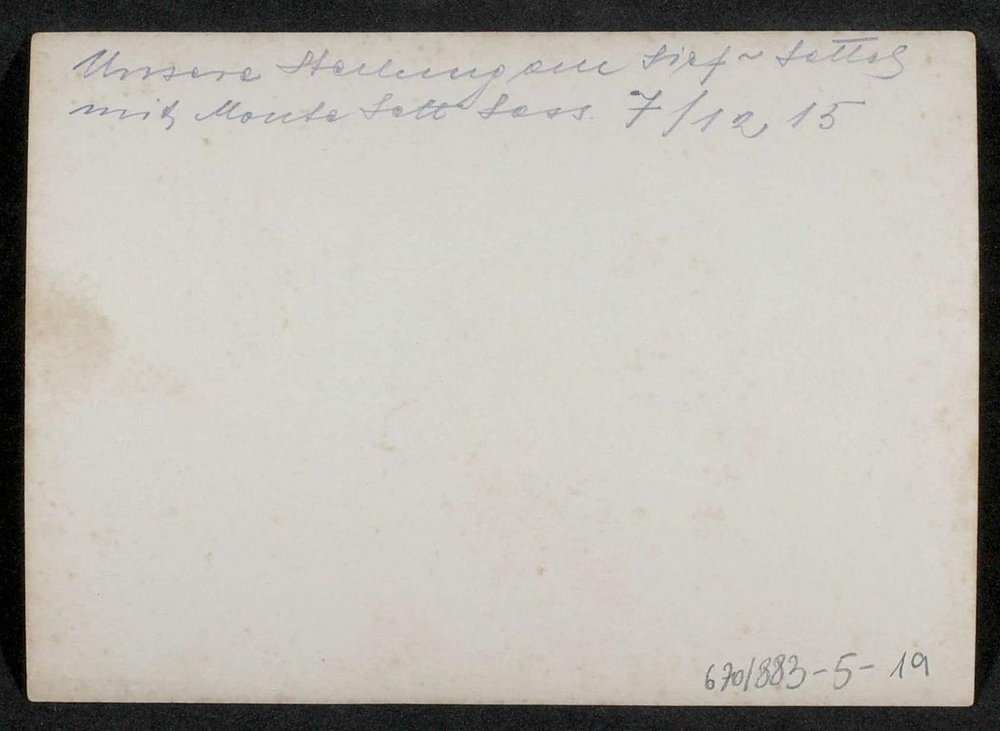 Unsere Stellung am Sief-Sattel
mit Monte Sett Sass. 7/12, 15
670/883-5-19